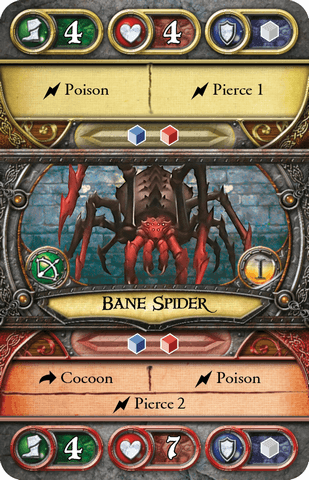 4 4
Poison Pierce 1
I
BANE SPIDER
Cocoon Poison
Pierce 2
4 7